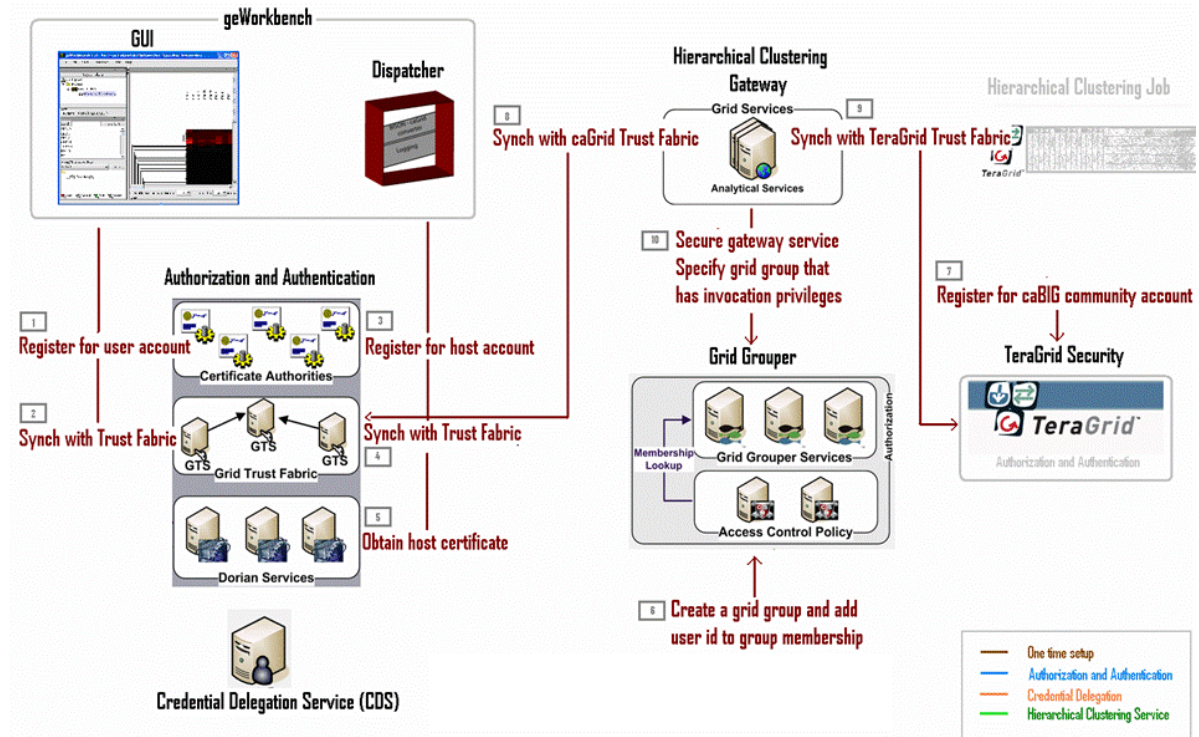 geWorkbench
GUI
Dispatcher
Logging
8
Synch with caGrid Trust Fabric
Hierarchical Clustering
Gateway
Grid Services
Analytical Services
9
Synch with TeraGrid Trust Fabric
Hierarchical Clustering Job
TeraGrid
10
Secure gateway service
Specify grid group that
has invocation privileges
7
Register for caBIG community account
Authorization and Authentication
1
Register for user account
3
Register for host account
Certificate Authorities
2
Synch with Trust Fabric
GTS
GTS
GTS
Grid Trust Fabric
Synch with Trust Fabric
4
5
Obtain host certificate
Dorian Services
Credential Delegation Service (CDS)
Grid Grouper
Authorization
Membership
Lookup
Grid Grouper Services
Access Control Policy
6
Create a grid group and add
user id to group membership
TeraGrid Security
TeraGrid™
Authorization and Authentication
One time setup
Authorization and Authentication
Credential Delegation
Hierarchical Clustering Service